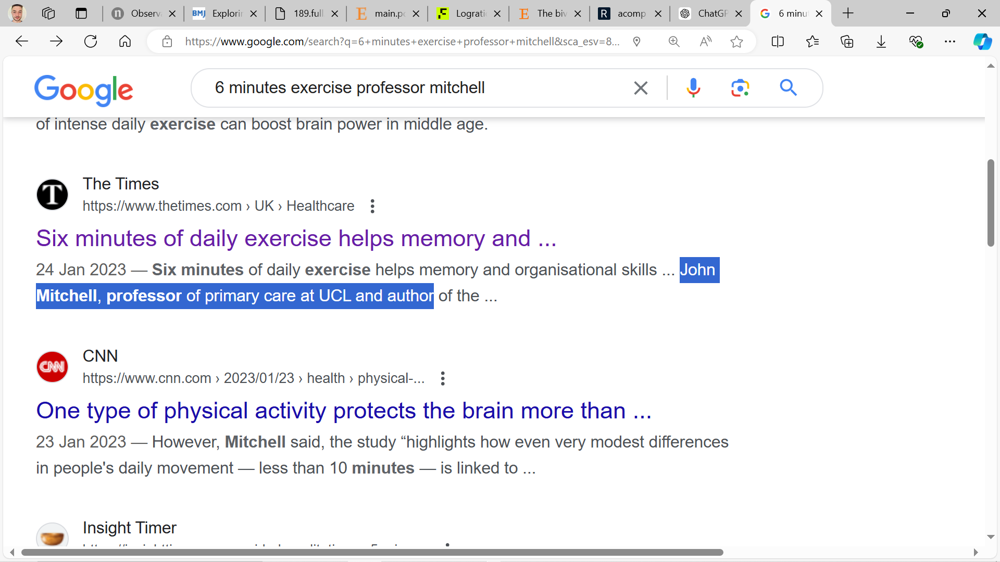 Observ
Explorin
189.full
main.p
Lograti
The biv
acomp
ChatGP
6 minu
https://www.google.com/search?q=6+minutes+exercise+professor+mitchell&sca_esv=8...
Google
6 minutes exercise professor mitchell
of intense daily exercise can boost brain power in middle age.
The Times
https://www.thetimes.com › UK › Healthcare
Six minutes of daily exercise helps memory and ...
24 Jan 2023 — Six minutes of daily exercise helps memory and organisational skills ... John
Mitchell, professor of primary care at UCL and author of the ...
CNN
CNN
https://www.cnn.com › 2023/01/23 › health › physical-...
One type of physical activity protects the brain more than ...
23 Jan 2023 — However, Mitchell said, the study “highlights how even very modest differences
in people's daily movement — less than 10 minutes — is linked to ...
Insight Timer